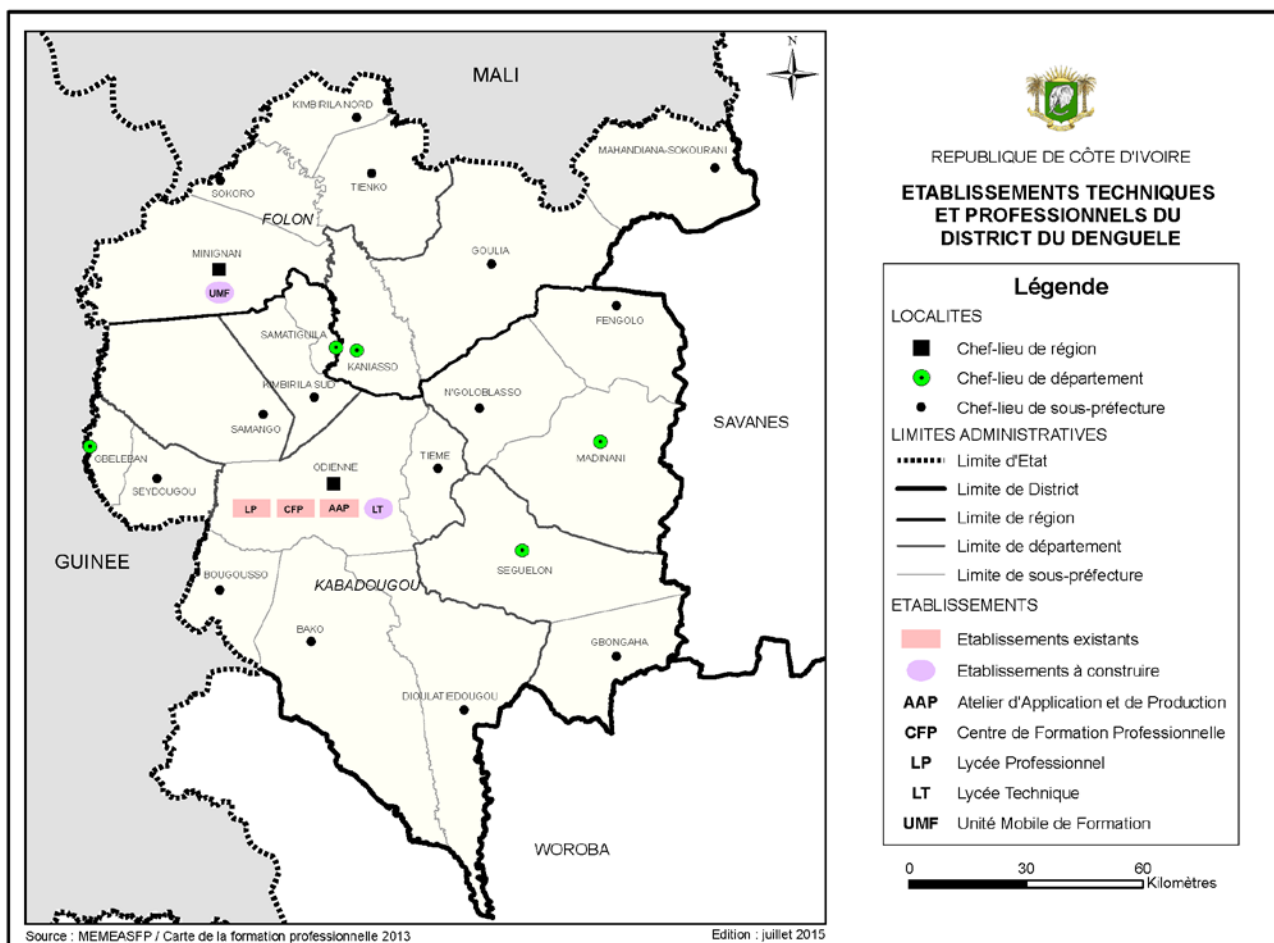 MALI
N
KIMBIRILA NORD
MAHANDIANA-SOKOURANI
TIENKO
SOKORO
FOLON
GOULIA
MINIGNAN
UMF
FENGOLO
SAMATIGUILA
KANIASSO
KIMBIRILA SUD
N'GOLOBLASSO
SAVANES
SAMANGO
GBELEBAN
ODIENNE
TIEME
MADINANI
SEYDOUGOU
LP
CFP
AAP
LT
GUINEE
SEGUELON
BOUGOUSSO
KABADOUGOU
BAKO
GBONGAHA
DIOULATIEDOUGOU
WOROBA
Source : MEMEASFP / Carte de la formation professionnelle 2013
Edition : juillet 2015
REPUBLIQUE DE CÔTE D'IVOIRE
ETABLISSEMENTS TECHNIQUES
ET PROFESSIONNELS DU
DISTRICT DU DENGUELE
Légende
LOCALITES
Chef-lieu de région
Chef-lieu de département
Chef-lieu de sous-préfecture
LIMITES ADMINISTRATIVES
Limite d'Etat
Limite de District
Limite de région
Limite de département
Limite de sous-préfecture
ETABLISSEMENTS
Etablissements existants
Etablissements à construire
AAP Atelier d'Application et de Production
CFP Centre de Formation Professionnelle
LP Lycée Professionnel
LT Lycée Technique
UMF Unité Mobile de Formation
0 30 60
Kilomètres